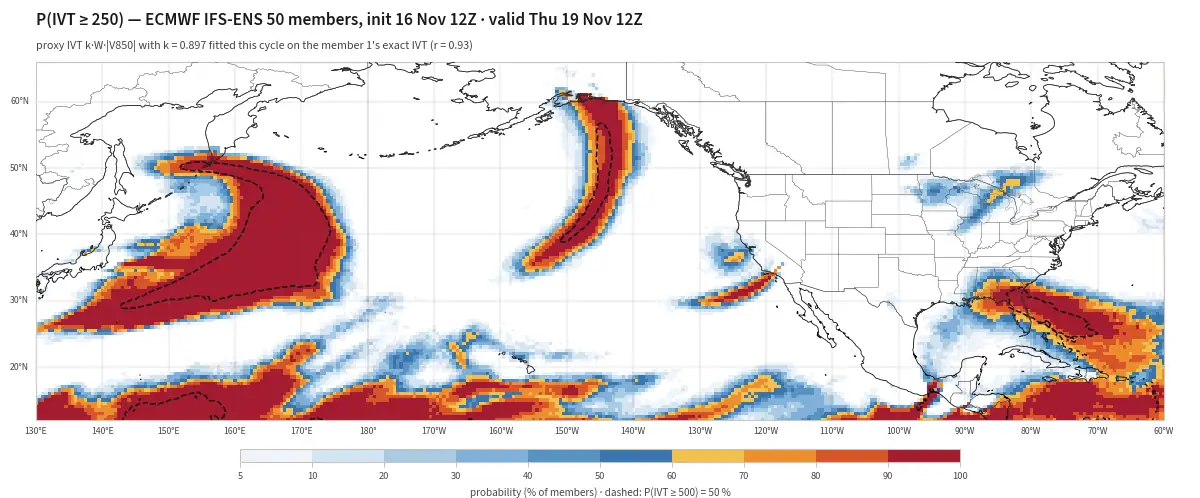 P(IVT ≥ 250) — ECMWF IFS-ENS 50 members, init 16 Nov 12Z · valid Thu 19 Nov 12Z
proxy IVT k·W·|V850| with k = 0.897 fitted this cycle on the member 1's exact IVT (r = 0.93)
60°N
50°N
40°N
30°N
20°N
130°E 140°E 150°E 160°E 170°E 180° 170°W 160°W 150°W 140°W 130°W 120°W 110°W 100°W 90°W 80°W 70°W 60°W
5 10 20 30 40 50 60 70 80 90 100
probability (% of members) · dashed: P(IVT ≥ 500) = 50 %